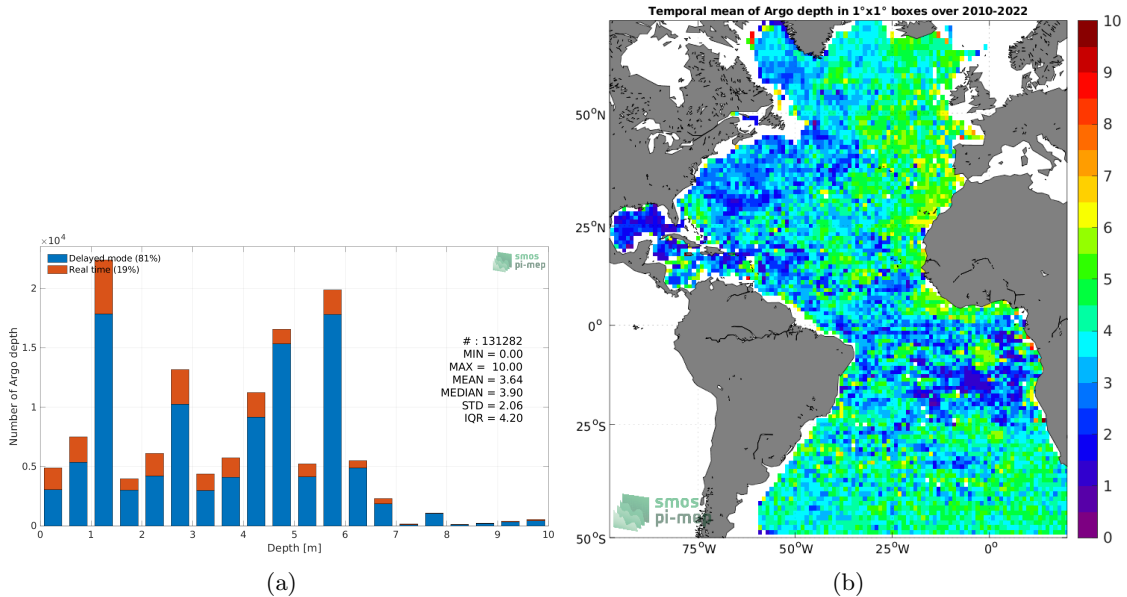 ×10⁴
Delayed mode (81%)
Real time (19%)
smos
pi-mep
2
1.5
1
0.5
0
Number of Argo depth
# : 131282
MIN = 0.00
MAX = 10.00
MEAN = 3.64
MEDIAN = 3.90
STD = 2.06
IQR = 4.20
0 1 2 3 4 5 6 7 8 9 10
Depth [m]
(a)
Temporal mean of Argo depth in 1°x1° boxes over 2010-2022
50°N
25°N
0°
25°S
50°S
75°W 50°W 25°W 0°
smos
pi-mep
10
9
8
7
6
5
4
3
2
1
0
(b)